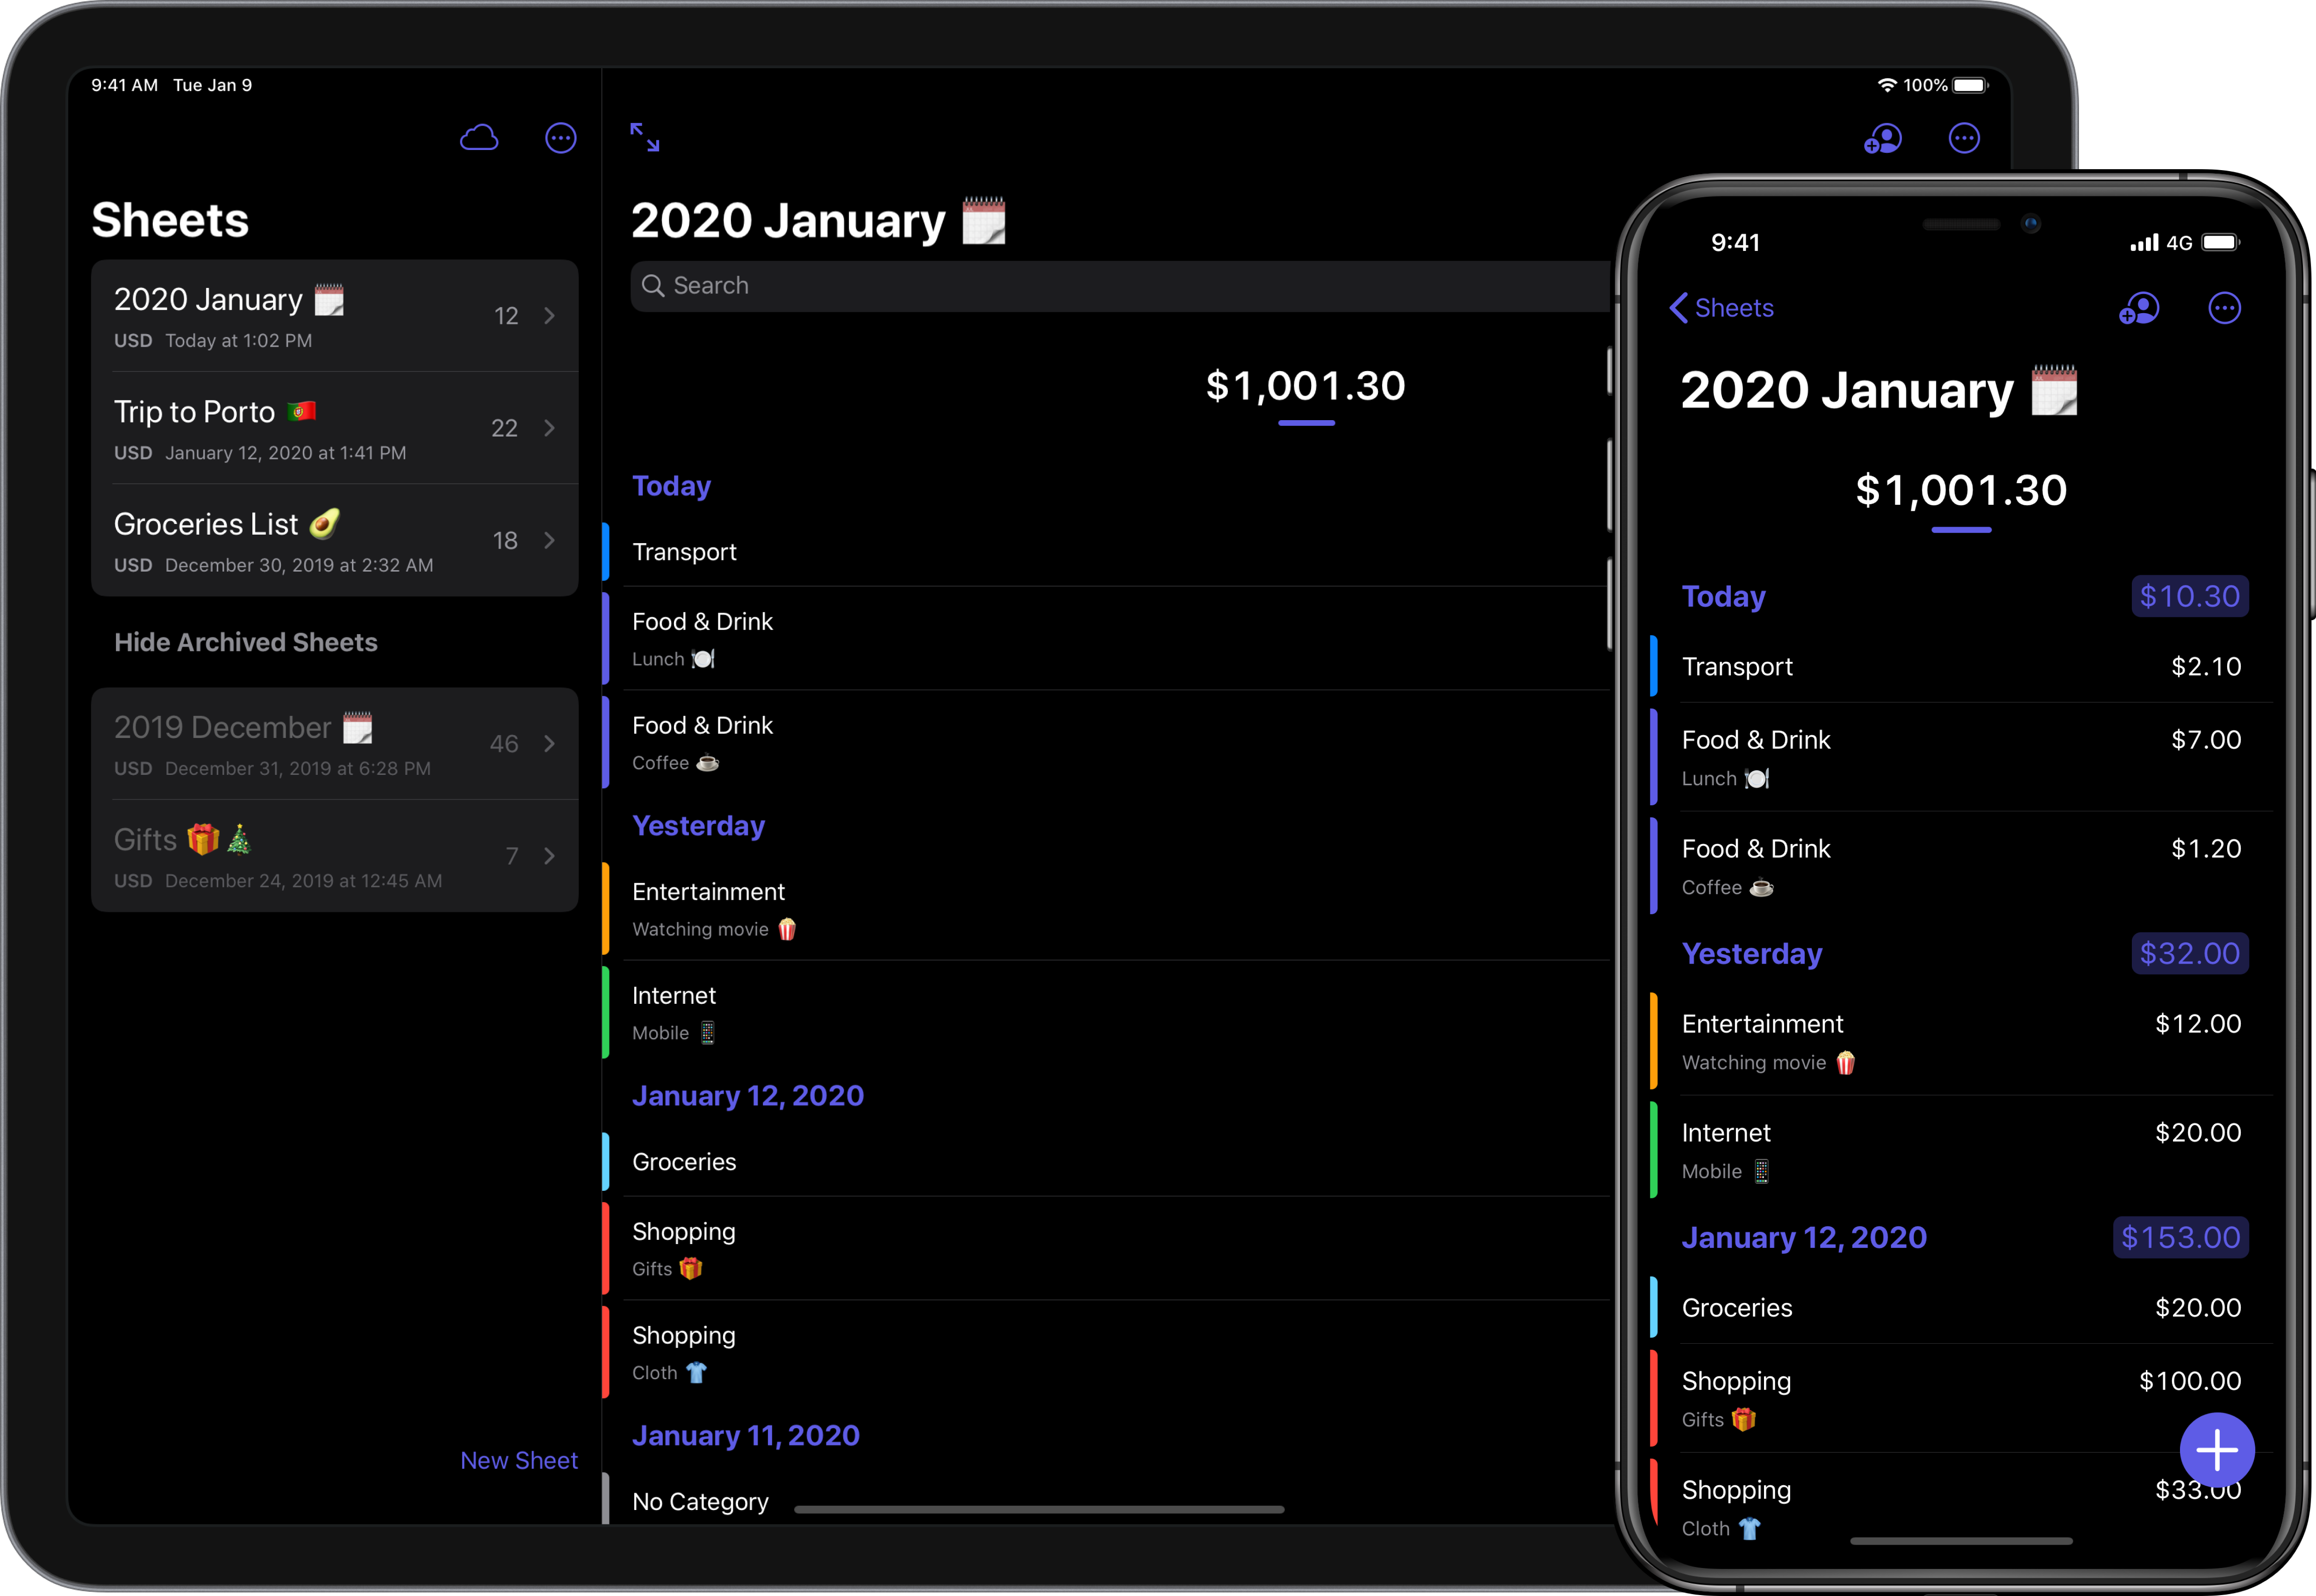 9:41 AM Tue Jan 9
100%
Sheets
2020 January
12
USD Today at 1:02 PM
Trip to Porto
22
USD January 12, 2020 at 1:41 PM
Groceries List
18
USD December 30, 2019 at 2:32 AM
Hide Archived Sheets
2019 December
46
USD December 31, 2019 at 6:28 PM
Gifts
7
USD December 24, 2019 at 12:45 AM
New Sheet
2020 January
Search
$1,001.30
Today
Transport
Food & Drink
Lunch
Food & Drink
Coffee
Yesterday
Entertainment
Watching movie
Internet
Mobile
January 12, 2020
Groceries
Shopping
Gifts
Shopping
Cloth
January 11, 2020
No Category
9:41
4G
Sheets
2020 January
$1,001.30
Today $10.30
Transport $2.10
Food & Drink $7.00
Lunch
Food & Drink $1.20
Coffee
Yesterday $32.00
Entertainment $12.00
Watching movie
Internet $20.00
Mobile
January 12, 2020 $153.00
Groceries $20.00
Shopping $100.00
Gifts
Shopping $33.00
Cloth